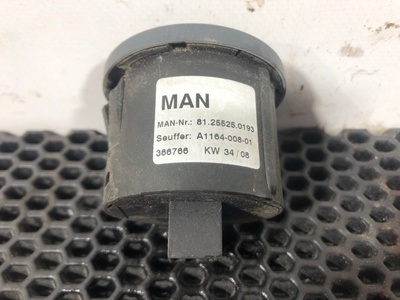 MAN
MAN-Nr.: 81.25525.0193
Seuffer: A1164-008-01
366766 KW 34/08